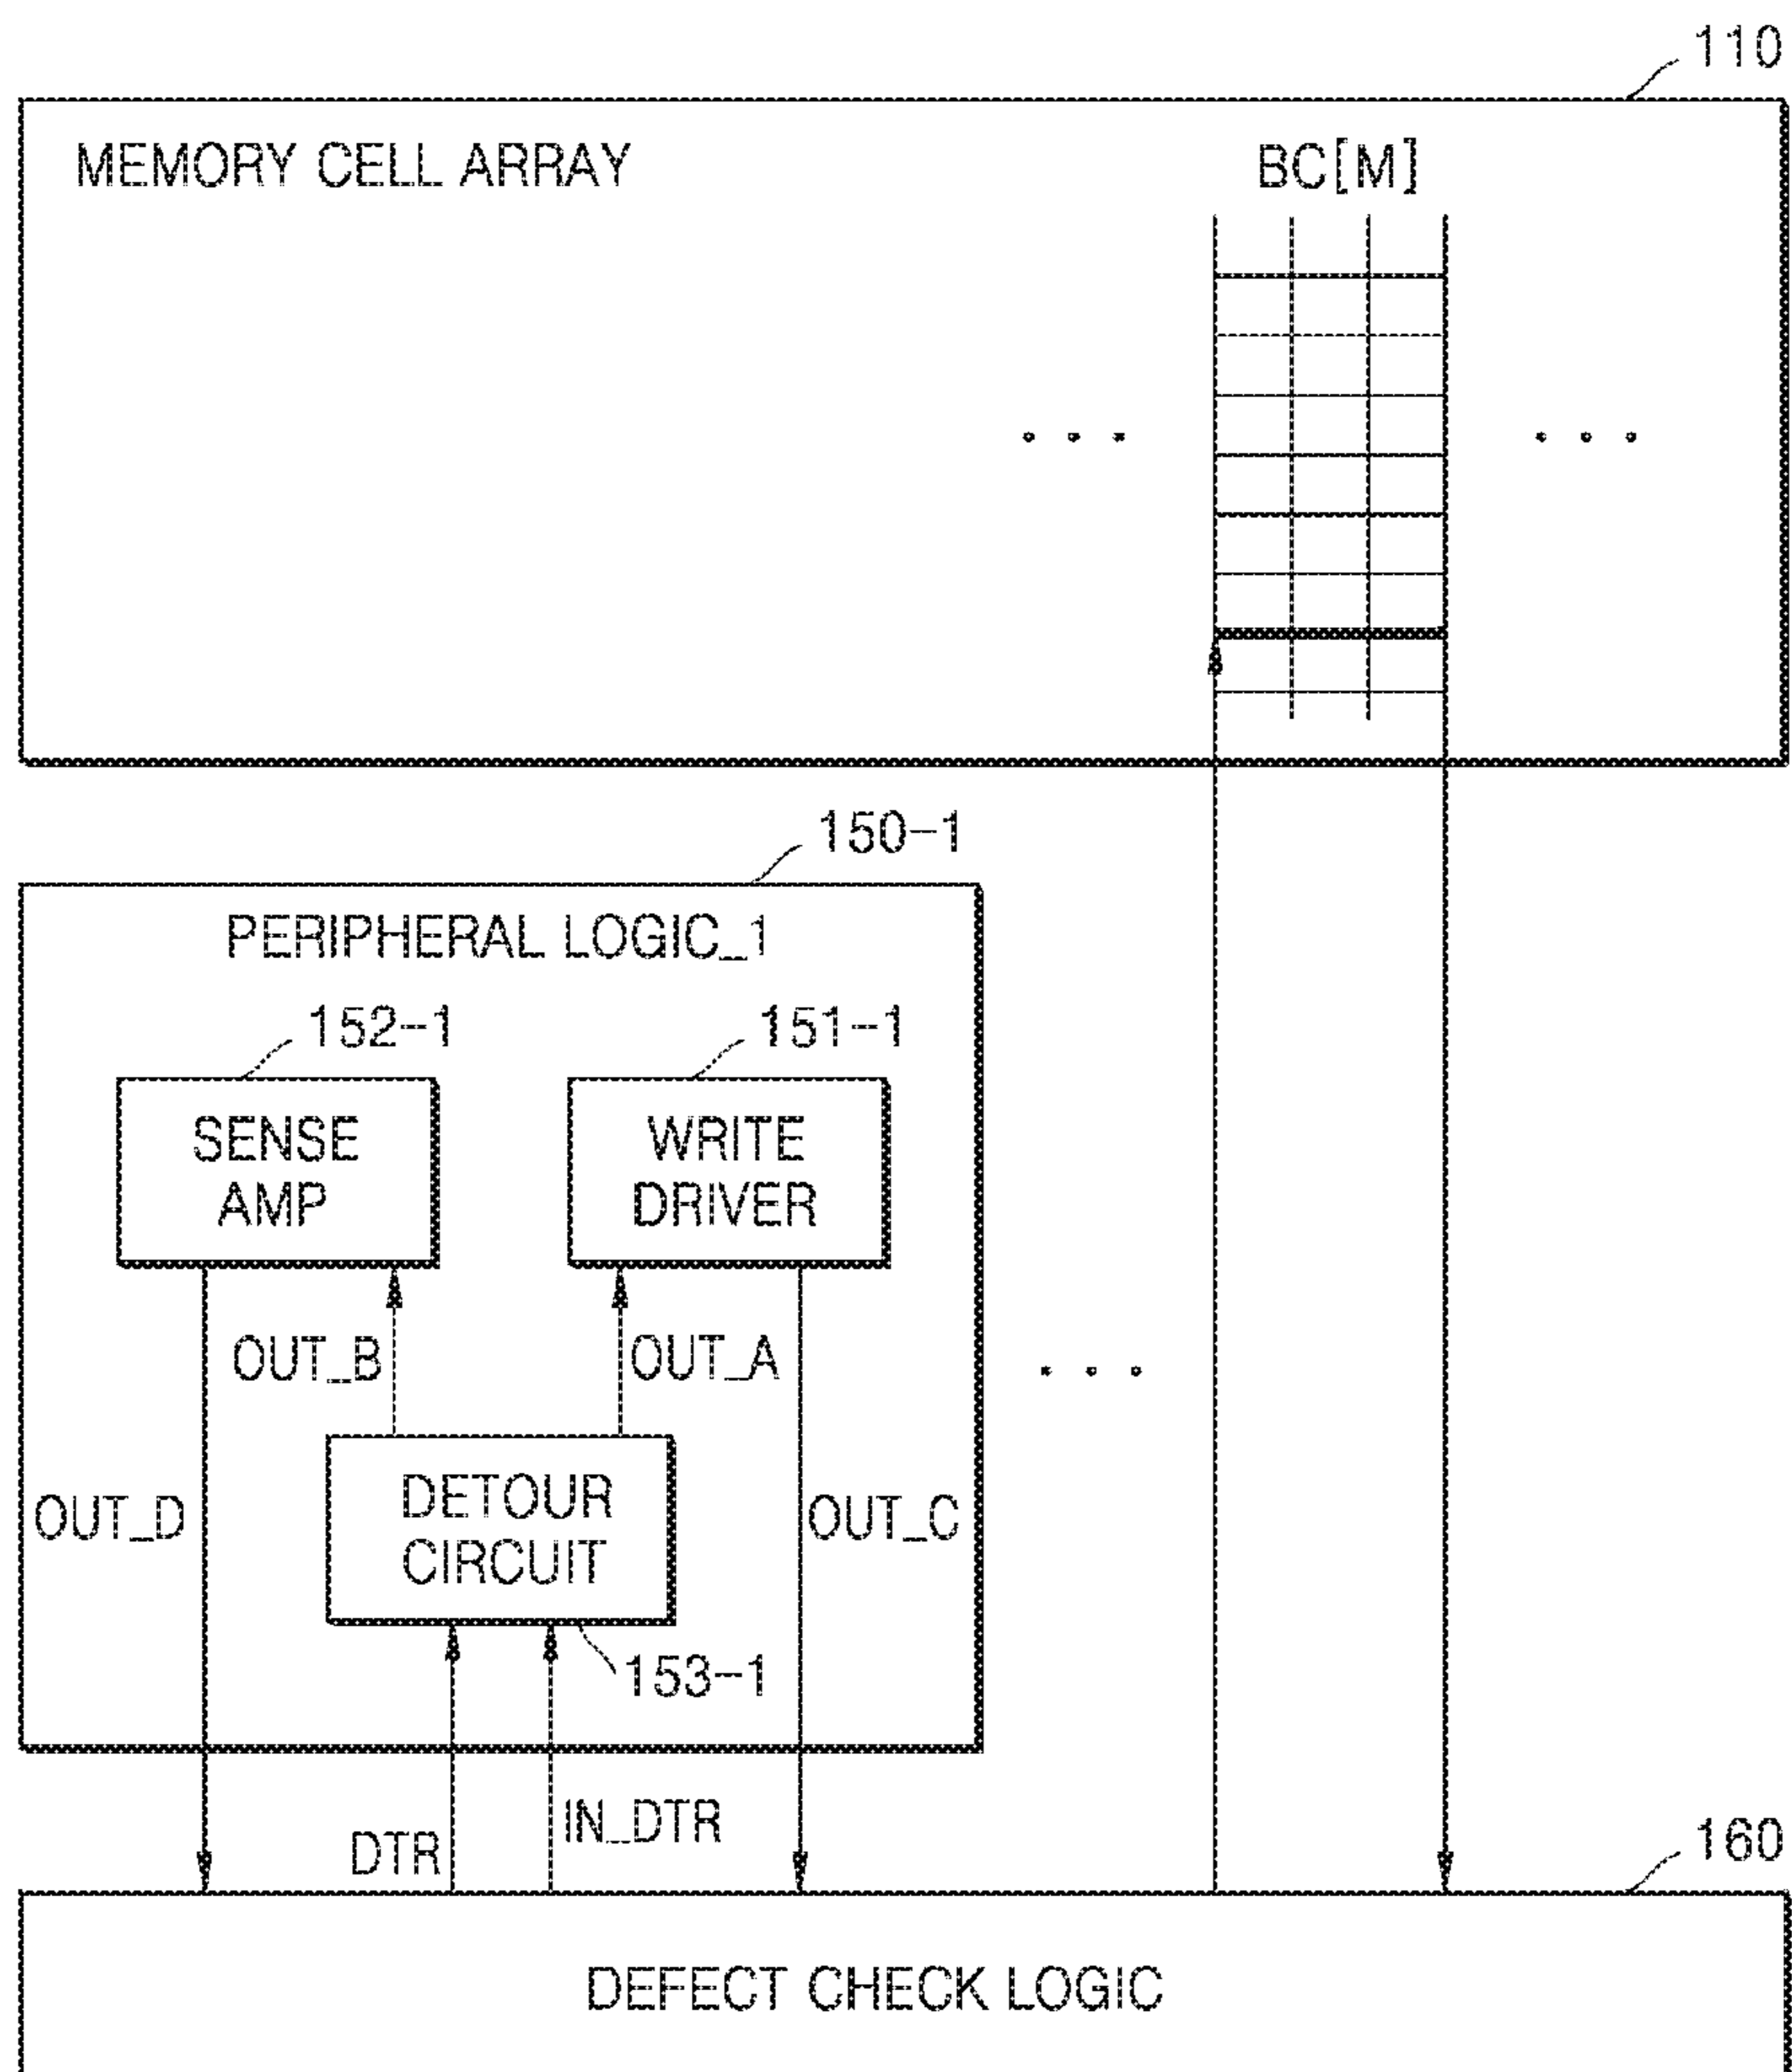 110
MEMORY CELL ARRAY
BC[M]
150-1
PERIPHERAL LOGIC_1
152-1
151-1
SENSE
AMP
WRITE
DRIVER
OUT_B
OUT_A
OUT_D
DETOUR
CIRCUIT
OUT_C
153-1
DTR
IN_DTR
160
DEFECT CHECK LOGIC